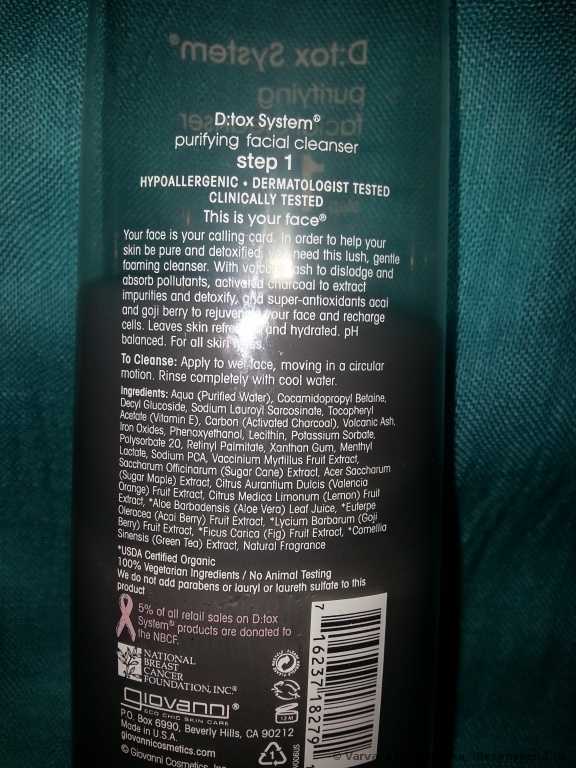 D:tox System®
purifying
D:tox System®
purifying facial cleanser
step 1
HYPOALLERGENIC • DERMATOLOGIST TESTED
CLINICALLY TESTED
This is your face®
Your face is your calling card. In order to help your
skin be pure and detoxified, you need this lush, gentle
foaming cleanser. With volcanic ash to dislodge and
absorb pollutants, activated charcoal to extract
impurities and detoxify, and super-antioxidants acai
and goji berry to rejuvenate your face and recharge
cells. Leaves skin refreshed and hydrated. pH
balanced. For all skin types.
To Cleanse: Apply to wet face, moving in a circular
motion. Rinse completely with cool water.
Ingredients: Aqua (Purified Water), Cocamidopropyl Betaine,
Decyl Glucoside, Sodium Lauroyl Sarcosinate, Tocopheryl
Acetate (Vitamin E), Carbon (Activated Charcoal), Volcanic Ash,
Iron Oxides, Phenoxyethanol, Lecithin, Potassium Sorbate,
Polysorbate 20, Retinyl Palmitate, Xanthan Gum, Menthyl
Lactate, Sodium PCA, Vaccinium Myrtillus Fruit Extract,
Saccharum Officinarum (Sugar Cane) Extract, Acer Saccharum
(Sugar Maple) Extract, Citrus Aurantium Dulcis (Valencia
Orange) Fruit Extract, Citrus Medica Limonum (Lemon) Fruit
Extract, *Aloe Barbadensis (Aloe Vera) Leaf Juice, *Euterpe
Oleracea (Acai Berry) Fruit Extract, *Lycium Barbarum (Goji
Berry) Fruit Extract, *Ficus Carica (Fig) Fruit Extract, *Camellia
Sinensis (Green Tea) Extract, Natural Fragrance
*USDA Certified Organic
100% Vegetarian Ingredients / No Animal Testing
We do not add parabens or lauryl or laureth sulfate to this
product
5% of all retail sales on D:tox
System® products are donated to
the NBCF.
NATIONAL
BREAST
CANCER
FOUNDATION, INC.®
giovanni®
ECO CHIC SKIN CARE
P.O. Box 6990, Beverly Hills, CA 90212
Made in U.S.A.
giovannicosmetics.com
© Giovanni Cosmetics, Inc.
12 M
7 16237 18279